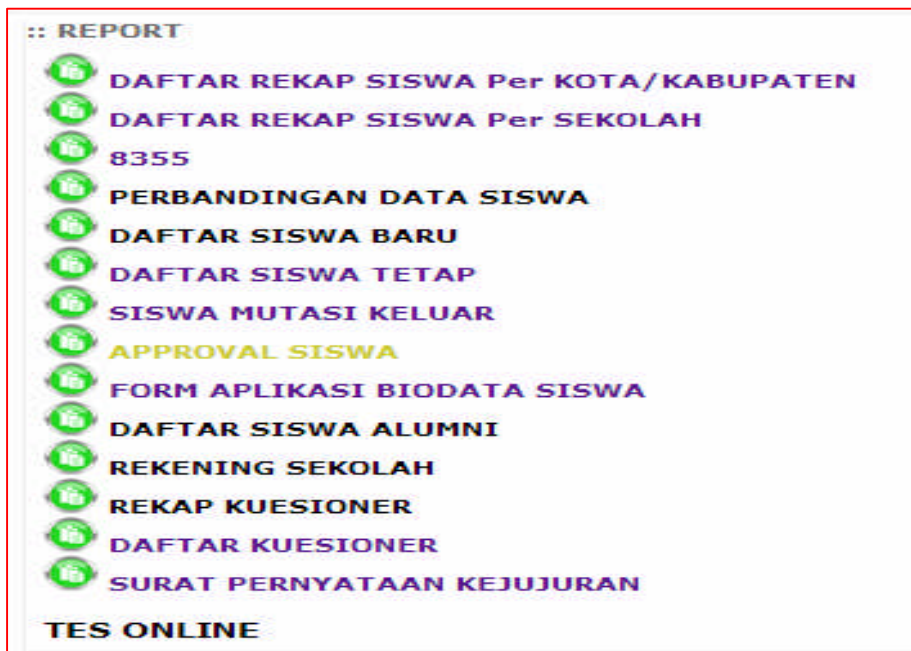 :: REPORT
DAFTAR REKAP SISWA Per KOTA/KABUPATEN
DAFTAR REKAP SISWA Per SEKOLAH
8355
PERBANDINGAN DATA SISWA
DAFTAR SISWA BARU
DAFTAR SISWA TETAP
SISWA MUTASI KELUAR
APPROVAL SISWA
FORM APLIKASI BIODATA SISWA
DAFTAR SISWA ALUMNI
REKENING SEKOLAH
REKAP KUESIONER
DAFTAR KUESIONER
SURAT PERNYATAAN KEJUJURAN
TES ONLINE